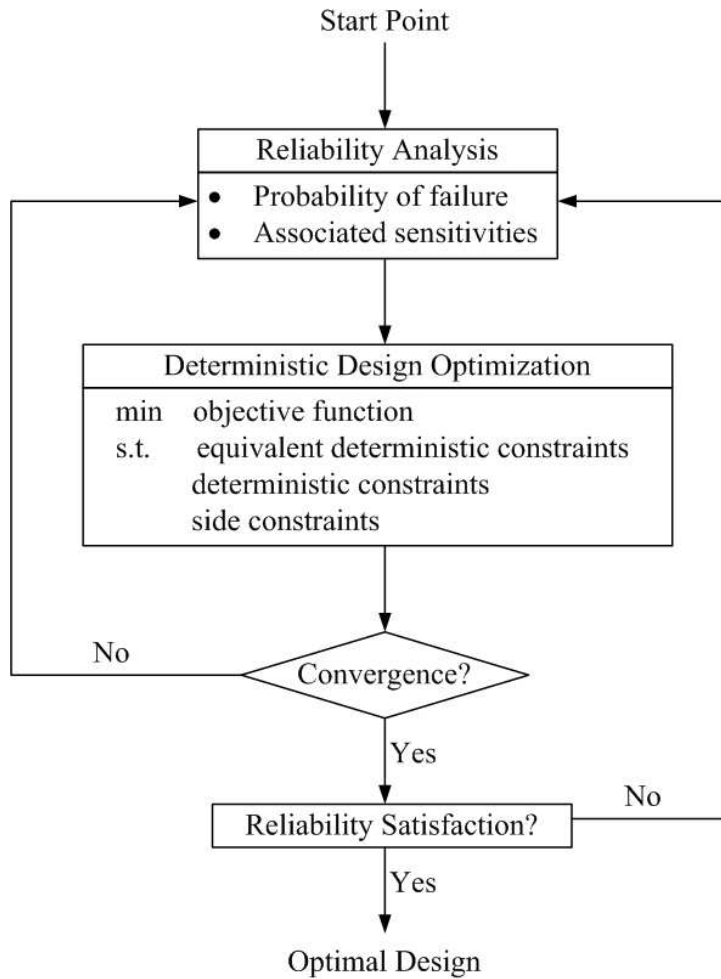 Start Point
Reliability Analysis
• Probability of failure
• Associated sensitivities
Deterministic Design Optimization
min objective function
s.t. equivalent deterministic constraints
deterministic constraints
side constraints
No
Convergence?
Yes
No
Reliability Satisfaction?
Yes
Optimal Design